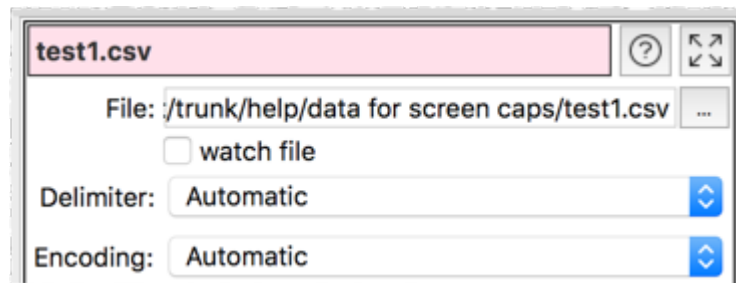 test1.csv ?
File: :/trunk/help/data for screen caps/test1.csv ...
watch file
Delimiter: Automatic
Encoding: Automatic